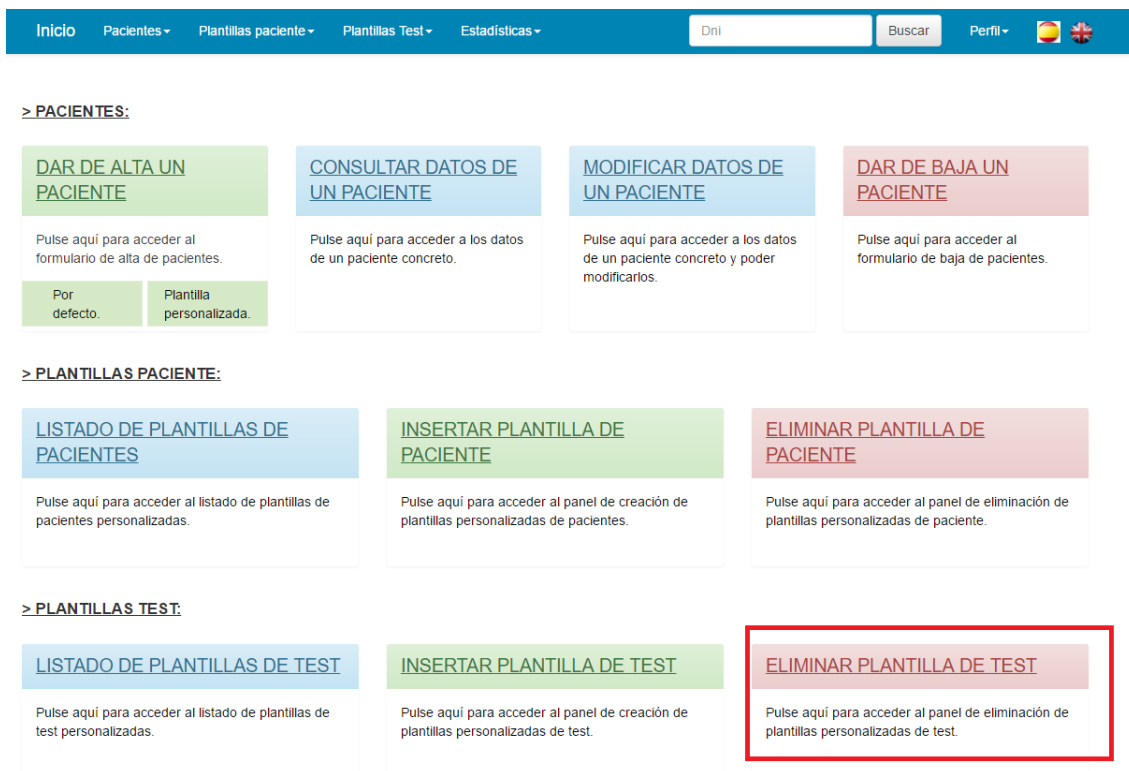 Inicio Pacientes Plantillas paciente Plantillas Test Estadísticas Dni Buscar Perfil
> PACIENTES:
DAR DE ALTA UN
PACIENTE
Pulse aquí para acceder al
formulario de alta de pacientes.
Por
defecto.
Plantilla
personalizada.
CONSULTAR DATOS DE
UN PACIENTE
Pulse aquí para acceder a los datos
de un paciente concreto.
MODIFICAR DATOS DE
UN PACIENTE
Pulse aquí para acceder a los datos
de un paciente concreto y poder
modificarlos.
DAR DE BAJA UN
PACIENTE
Pulse aquí para acceder al
formulario de baja de pacientes.
> PLANTILLAS PACIENTE:
LISTADO DE PLANTILLAS DE
PACIENTES
Pulse aquí para acceder al listado de plantillas de
pacientes personalizadas.
INSERTAR PLANTILLA DE
PACIENTE
Pulse aquí para acceder al panel de creación de
plantillas personalizadas de pacientes.
ELIMINAR PLANTILLA DE
PACIENTE
Pulse aquí para acceder al panel de eliminación de
plantillas personalizadas de paciente.
> PLANTILLAS TEST:
LISTADO DE PLANTILLAS DE TEST
Pulse aquí para acceder al listado de plantillas de
test personalizadas.
INSERTAR PLANTILLA DE TEST
Pulse aquí para acceder al panel de creación de
plantillas personalizadas de test.
ELIMINAR PLANTILLA DE TEST
Pulse aquí para acceder al panel de eliminación de
plantillas personalizadas de test.